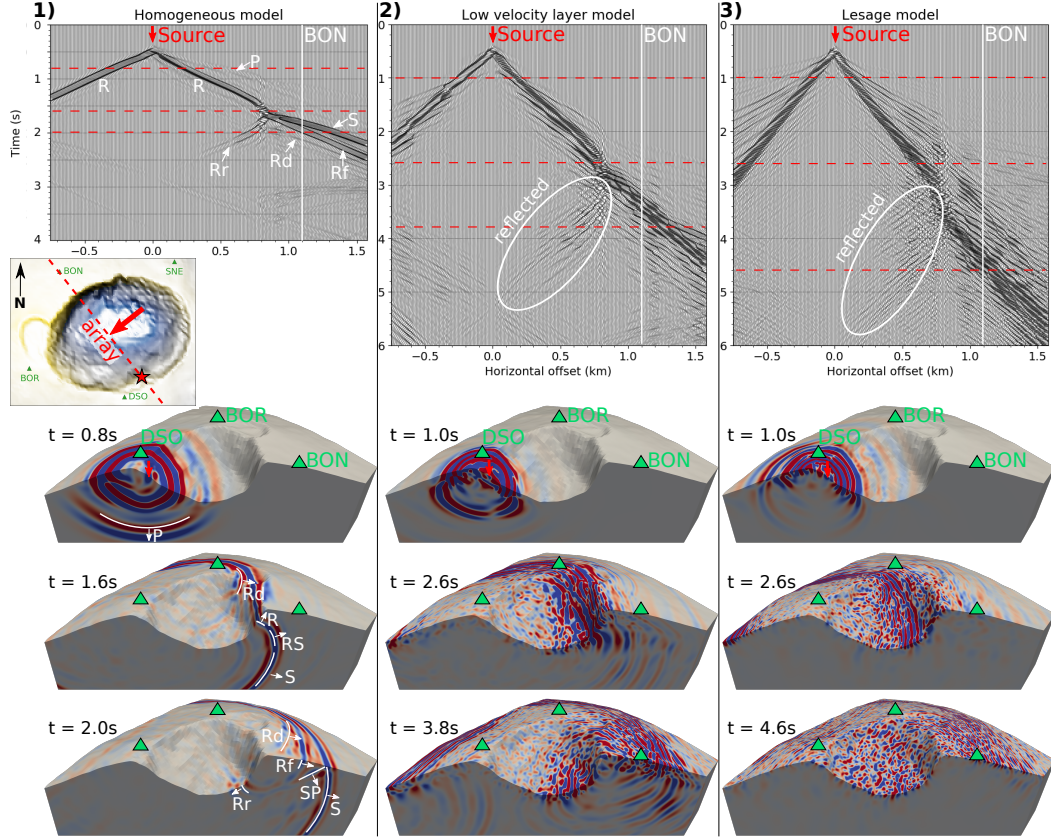 1)
Homogeneous model
Source
BON
P
R
R
S
Rr
Rd
Rf
Time (s)
0
1
2
3
4
−0.5
0.0
0.5
1.0
1.5
N
BON
SNE
array
BOR
DSO
2)
Low velocity layer model
Source
BON
reflected
0
1
2
3
4
5
6
−0.5
0.0
0.5
1.0
1.5
Horizontal offset (km)
3)
Lesage model
Source
BON
reflected
0
1
2
3
4
5
6
−0.5
0.0
0.5
1.0
1.5
Horizontal offset (km)
t = 0.8s
DSO
BOR
BON
P
t = 1.0s
DSO
BOR
BON
t = 1.0s
DSO
BOR
BON
t = 1.6s
Rd
R
RS
S
t = 2.6s
t = 2.6s
t = 2.0s
Rd
Rf
SP
S
Rr
t = 3.8s
t = 4.6s